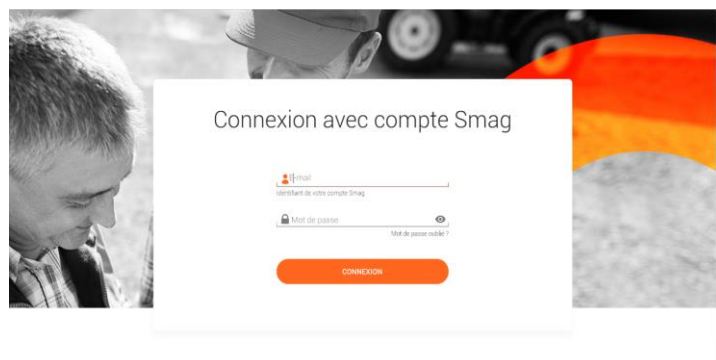 Connexion avec compte Smag
E-mail
Identifiant de votre compte Smag
Mot de passe
Mot de passe oublié ?
CONNEXION